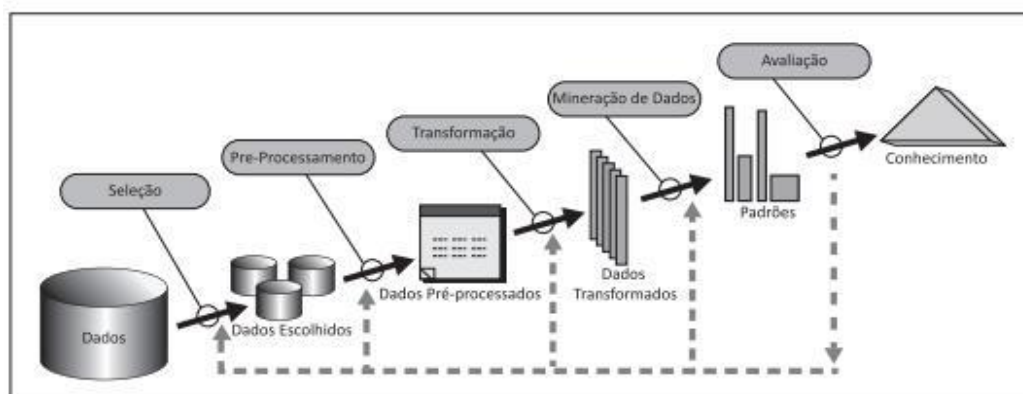 Avaliação
Mineração de Dados
Transformação
Pre-Processamento
Seleção
Dados
Dados Escolhidos
Dados Pré-processados
Dados
Transformados
Padrões
Conhecimento